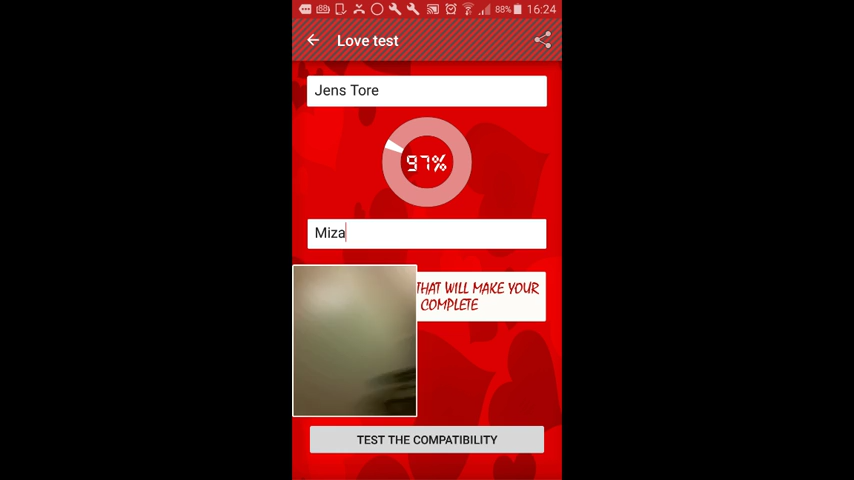 88% 16:24
Love test
Jens Tore
97%
Miza
THAT WILL MAKE YOUR
COMPLETE
TEST THE COMPATIBILITY